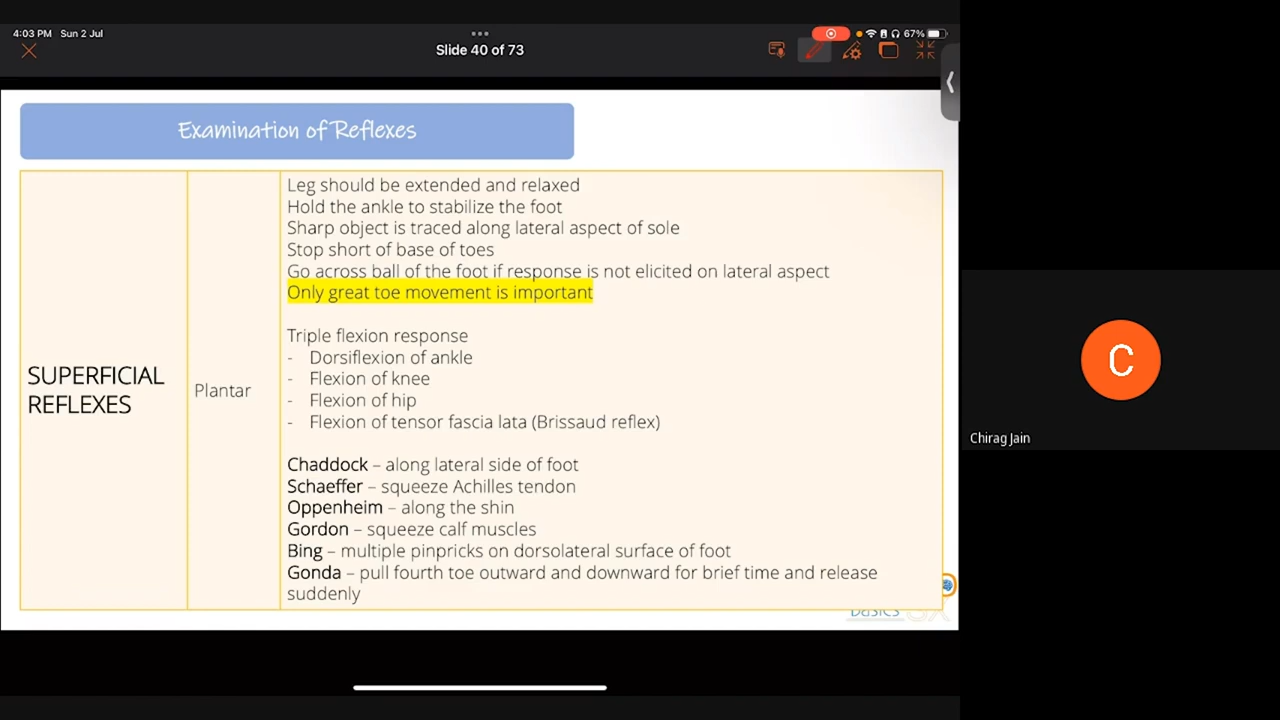 4:03 PM Sun 2 Jul
67%
Slide 40 of 73
Examination of Reflexes
SUPERFICIAL
REFLEXES
Plantar
Leg should be extended and relaxed
Hold the ankle to stabilize the foot
Sharp object is traced along lateral aspect of sole
Stop short of base of toes
Go across ball of the foot if response is not elicited on lateral aspect
Only great toe movement is important
Triple flexion response
- Dorsiflexion of ankle
- Flexion of knee
- Flexion of hip
- Flexion of tensor fascia lata (Brissaud reflex)
Chaddock – along lateral side of foot
Schaeffer – squeeze Achilles tendon
Oppenheim – along the shin
Gordon – squeeze calf muscles
Bing – multiple pinpricks on dorsolateral surface of foot
Gonda – pull fourth toe outward and downward for brief time and release
suddenly
C
Chirag Jain